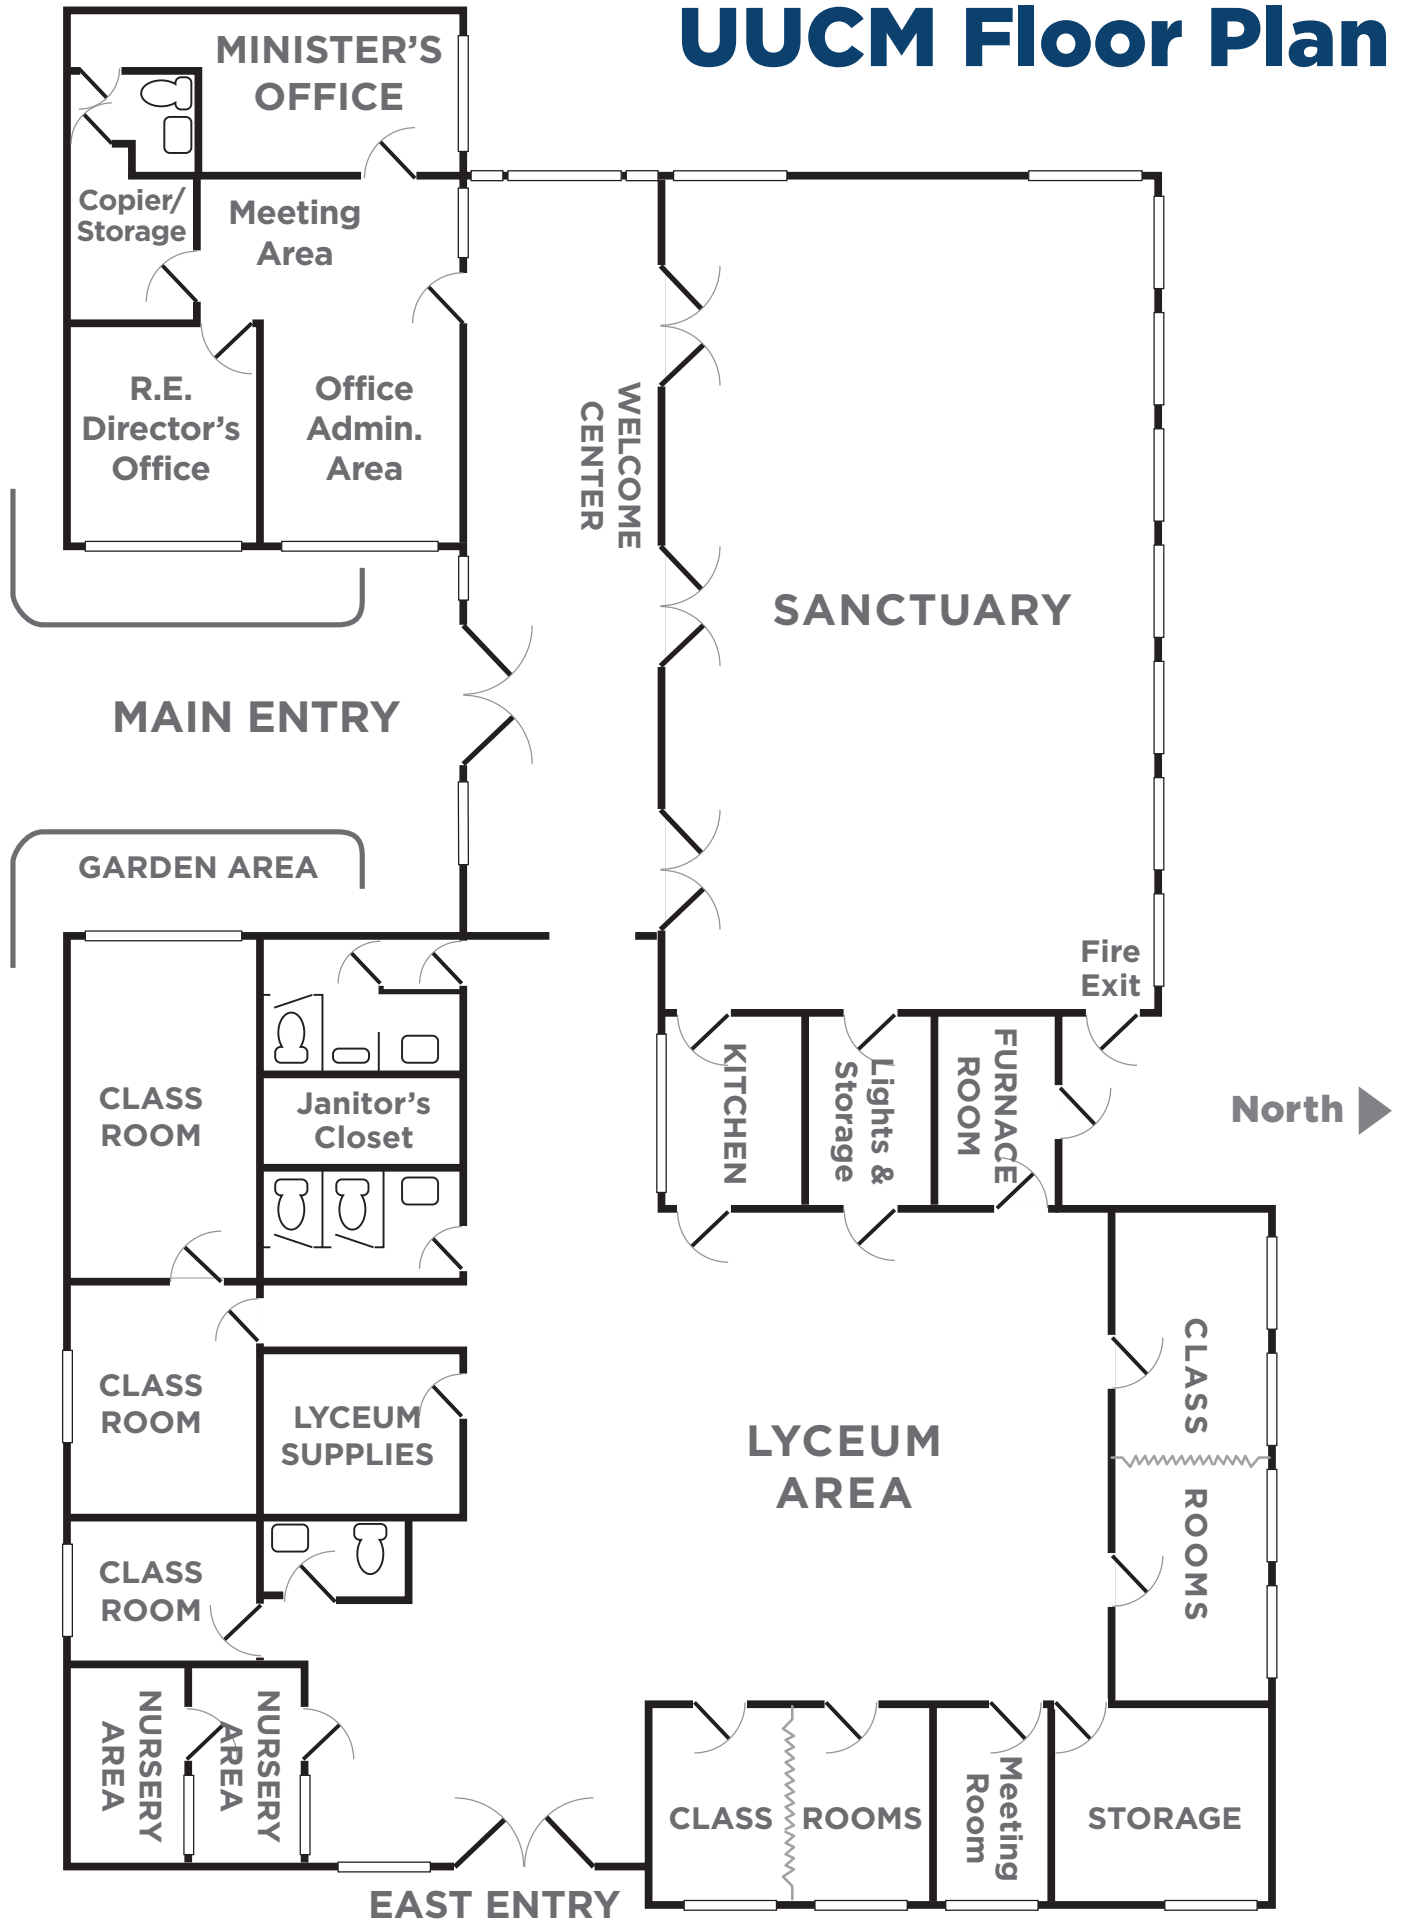 UUCM Floor Plan
MINISTER'S
OFFICE
Copier/
Storage
Meeting
Area
R.E.
Director's
Office
Office
Admin.
Area
WELCOME
CENTER
SANCTUARY
MAIN ENTRY
GARDEN AREA
Fire
Exit
KITCHEN
Lights &
Storage
FURNACE
ROOM
North
CLASS
ROOM
Janitor's
Closet
CLASS
ROOM
LYCEUM
SUPPLIES
LYCEUM
AREA
CLASS
ROOMS
CLASS
ROOM
NURSERY
AREA
NURSERY
AREA
CLASS ROOMS
Meeting
Room
STORAGE
EAST ENTRY